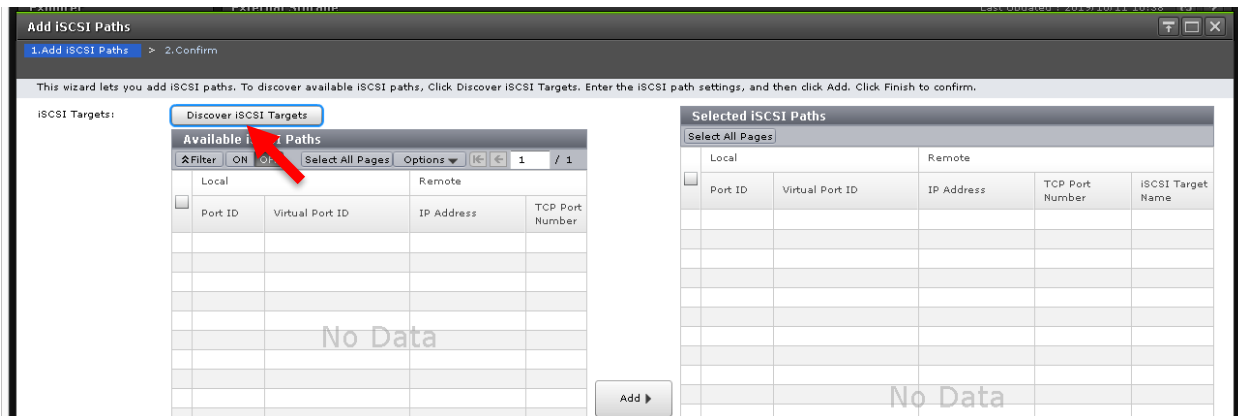 Add iSCSI Paths
1.Add iSCSI Paths > 2.Confirm
This wizard lets you add iSCSI paths. To discover available iSCSI paths, Click Discover iSCSI Targets. Enter the iSCSI path settings, and then click Add. Click Finish to confirm.
iSCSI Targets:
Discover iSCSI Targets
Available Paths
Filter ON Select All Pages Options 1 / 1
Local Remote
Port ID Virtual Port ID IP Address TCP Port
Number
No Data
Add
Selected iSCSI Paths
Select All Pages
Local Remote
Port ID Virtual Port ID IP Address TCP Port
Number iSCSI Target
Name
No Data